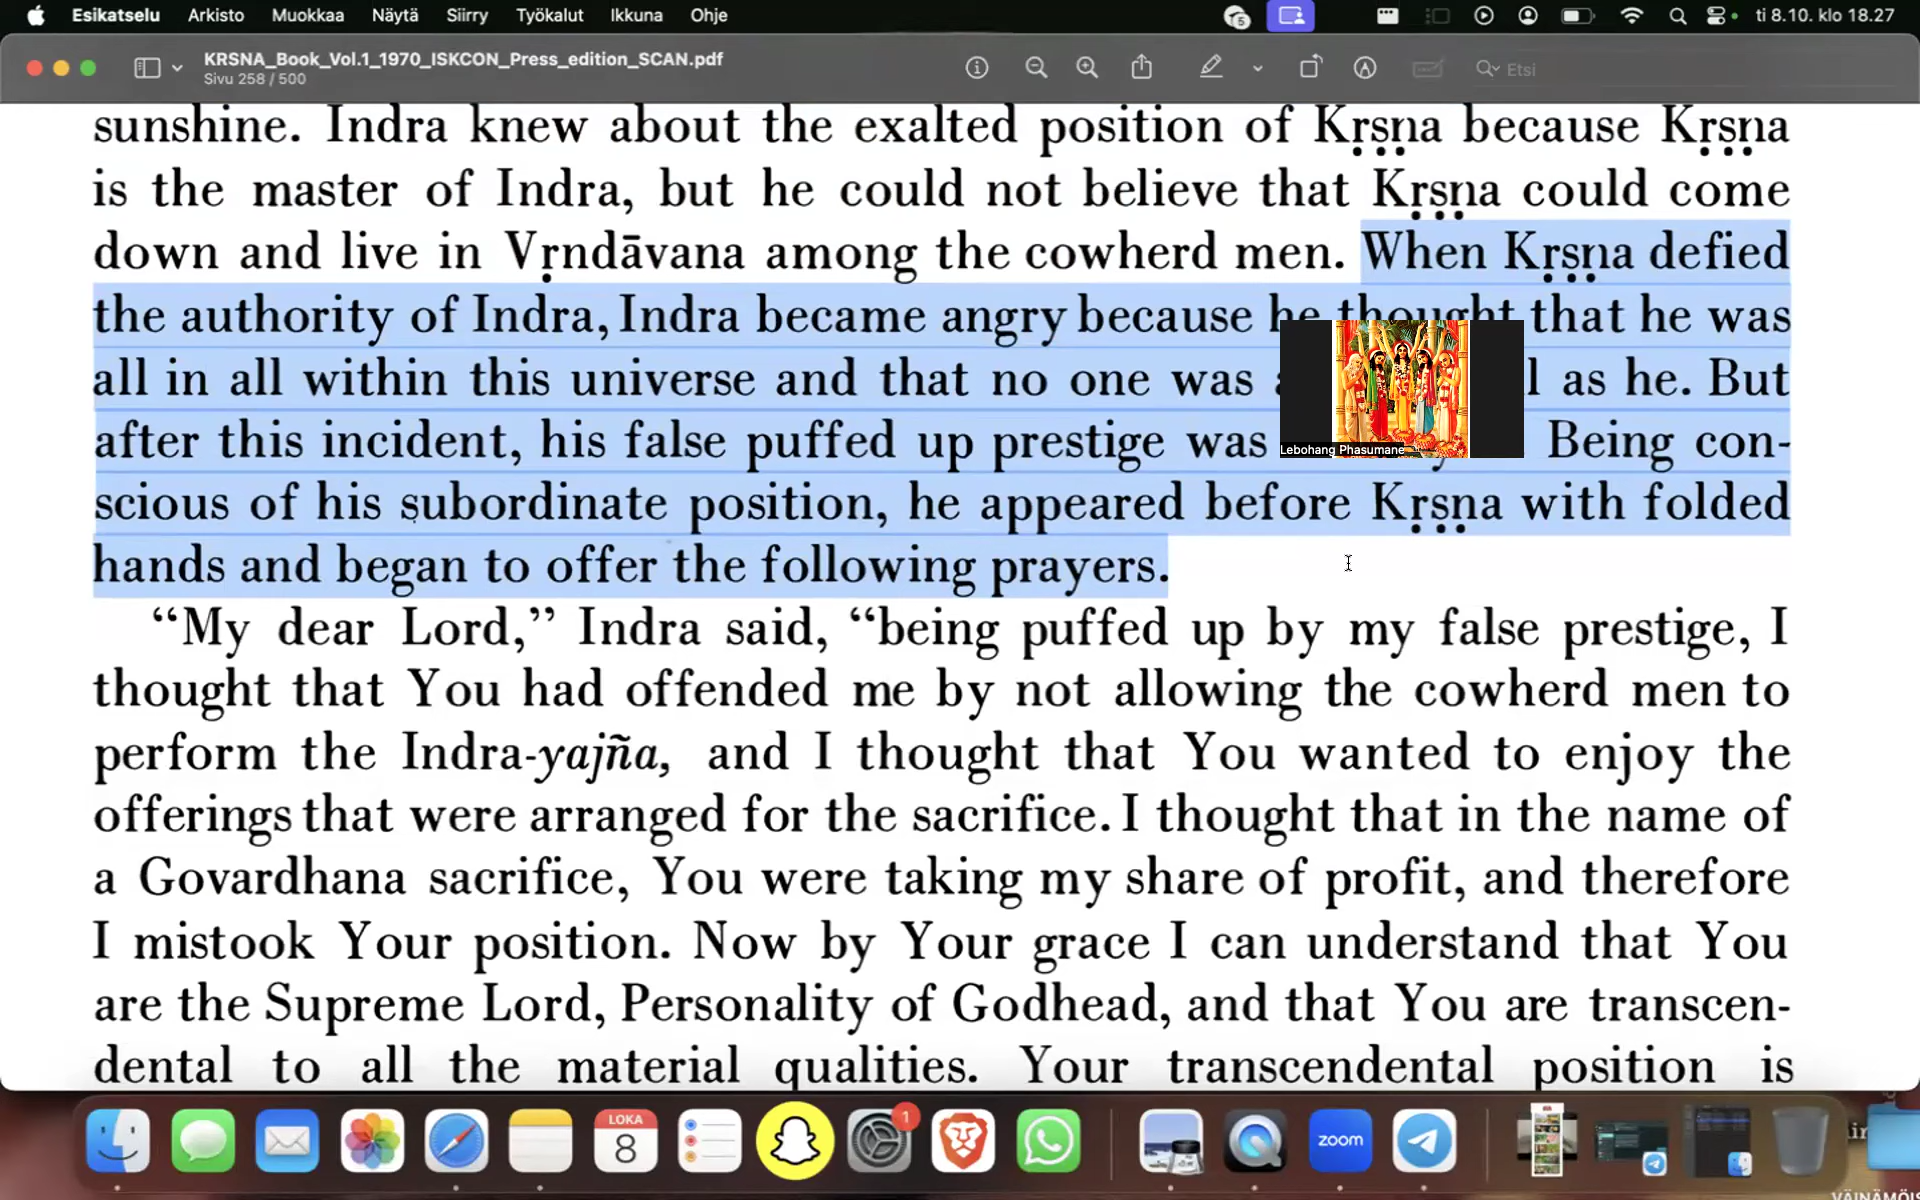 Esikatselu Arkisto Muokkaa Näytä Siirry Työkalut Ikkuna Ohje ti 8.10. klo 18.27
KRSNA_Book_Vol.1_1970_ISKCON_Press_edition_SCAN.pdf
Sivu 258 / 500
Etsi
sunshine. Indra knew about the exalted position of Kṛṣṇa because Kṛṣṇa
is the master of Indra, but he could not believe that Kṛṣṇa could come
down and live in Vṛndāvana among the cowherd men. When Kṛṣṇa defied
the authority of Indra, Indra became angry because he thought that he was
all in all within this universe and that no one was as he. But
after this incident, his false puffed up prestige was Being con-
scious of his subordinate position, he appeared before Kṛṣṇa with folded
hands and began to offer the following prayers.
Lebohang Phasumane
“My dear Lord,” Indra said, “being puffed up by my false prestige, I
thought that You had offended me by not allowing the cowherd men to
perform the Indra-yajña, and I thought that You wanted to enjoy the
offerings that were arranged for the sacrifice. I thought that in the name of
a Govardhana sacrifice, You were taking my share of profit, and therefore
I mistook Your position. Now by Your grace I can understand that You
are the Supreme Lord, Personality of Godhead, and that You are transcen-
dental to all the material qualities. Your transcendental position is
LOKA
8
1
zoom